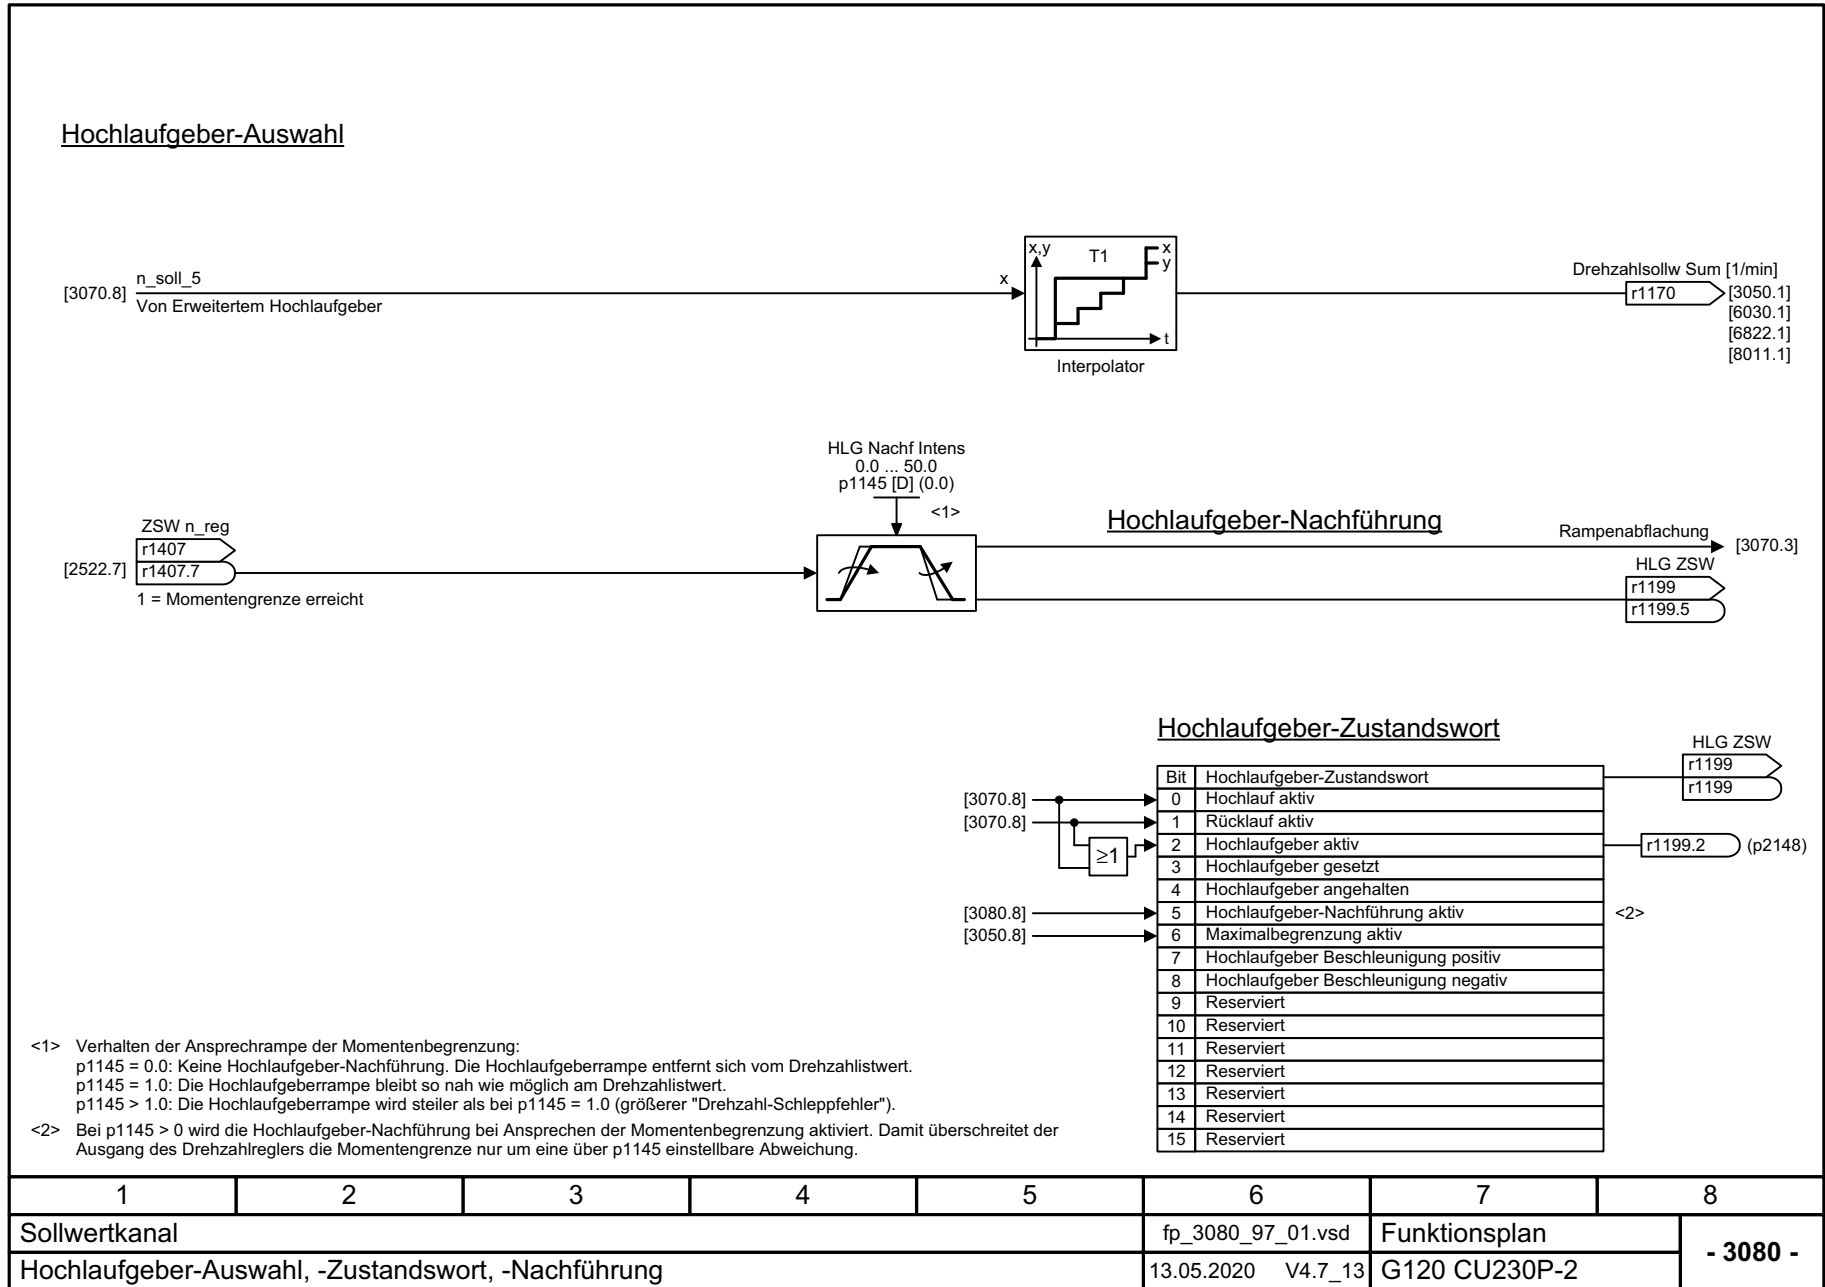 Hochlaufgeber-Auswahl
[3070.8]
n_soll_5
Von Erweitertem Hochlaufgeber
x
x,y
T1
x
y
t
Interpolator
Drehzahlsollw Sum [1/min]
r1170
[3050.1]
[6030.1]
[6822.1]
[8011.1]
HLG Nachf Intens
0.0 ... 50.0
p1145 [D] (0.0)
<1>
Hochlaufgeber-Nachführung
ZSW n_reg
r1407
[2522.7]
r1407.7
1 = Momentengrenze erreicht
Rampenabflachung
[3070.3]
HLG ZSW
r1199
r1199.5
Hochlaufgeber-Zustandswort
HLG ZSW
r1199
r1199
Bit Hochlaufgeber-Zustandswort
[3070.8] 0 Hochlauf aktiv
[3070.8] 1 Rücklauf aktiv
≥1
2 Hochlaufgeber aktiv r1199.2 (p2148)
3 Hochlaufgeber gesetzt
4 Hochlaufgeber angehalten
[3080.8] 5 Hochlaufgeber-Nachführung aktiv <2>
[3050.8] 6 Maximalbegrenzung aktiv
7 Hochlaufgeber Beschleunigung positiv
8 Hochlaufgeber Beschleunigung negativ
9 Reserviert
10 Reserviert
11 Reserviert
12 Reserviert
13 Reserviert
14 Reserviert
15 Reserviert
<1> Verhalten der Ansprechrampe der Momentenbegrenzung:
p1145 = 0.0: Keine Hochlaufgeber-Nachführung. Die Hochlaufgeberrampe entfernt sich vom Drehzahlistwert.
p1145 = 1.0: Die Hochlaufgeberrampe bleibt so nah wie möglich am Drehzahlistwert.
p1145 > 1.0: Die Hochlaufgeberrampe wird steiler als bei p1145 = 1.0 (größerer "Drehzahl-Schleppfehler").
<2> Bei p1145 > 0 wird die Hochlaufgeber-Nachführung bei Ansprechen der Momentenbegrenzung aktiviert. Damit überschreitet der
Ausgang des Drehzahlreglers die Momentengrenze nur um eine über p1145 einstellbare Abweichung.
1 2 3 4 5 6 7 8
Sollwertkanal
fp_3080_97_01.vsd
Funktionsplan
- 3080 -
Hochlaufgeber-Auswahl, -Zustandswort, -Nachführung
13.05.2020 V4.7_13
G120 CU230P-2